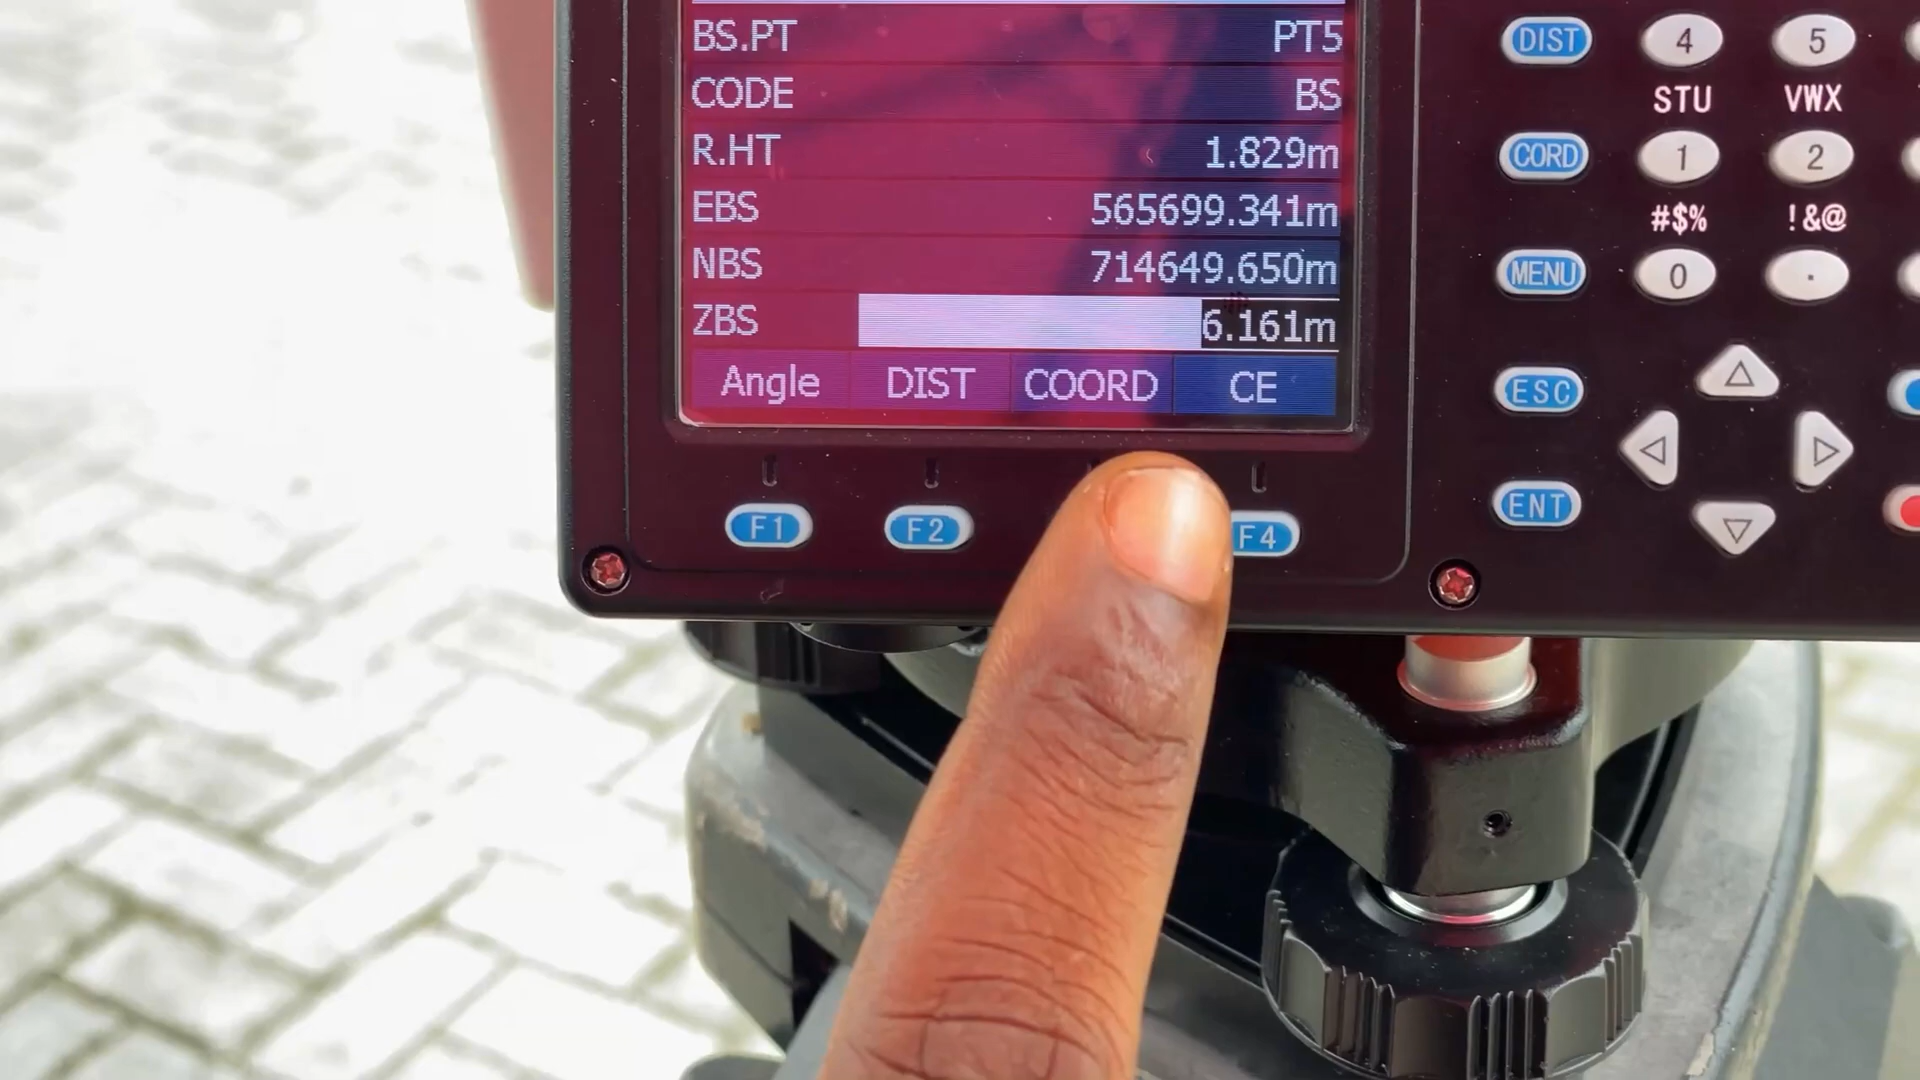 BS.PT PT5
CODE BS
R.HT 1.829m
EBS 565699.341m
NBS 714649.650m
ZBS 6.161m
Angle DIST COORD CE
F1 F2 F4
DIST 4 5
STU VWX
CORD 1 2
#$% !&@
MENU 0 .
ESC
ENT